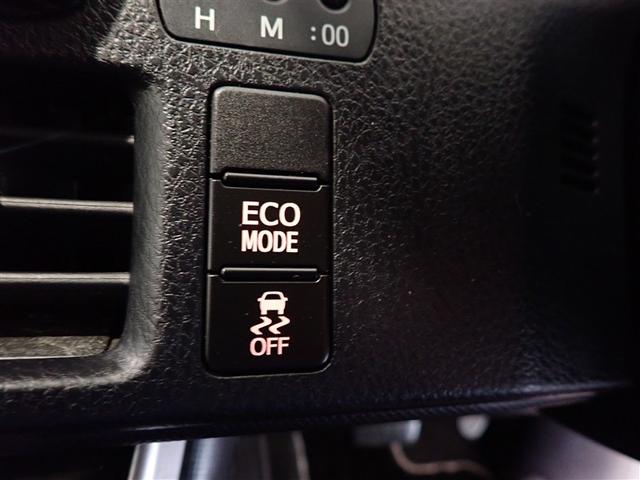 H M :00
ECO
MODE
OFF